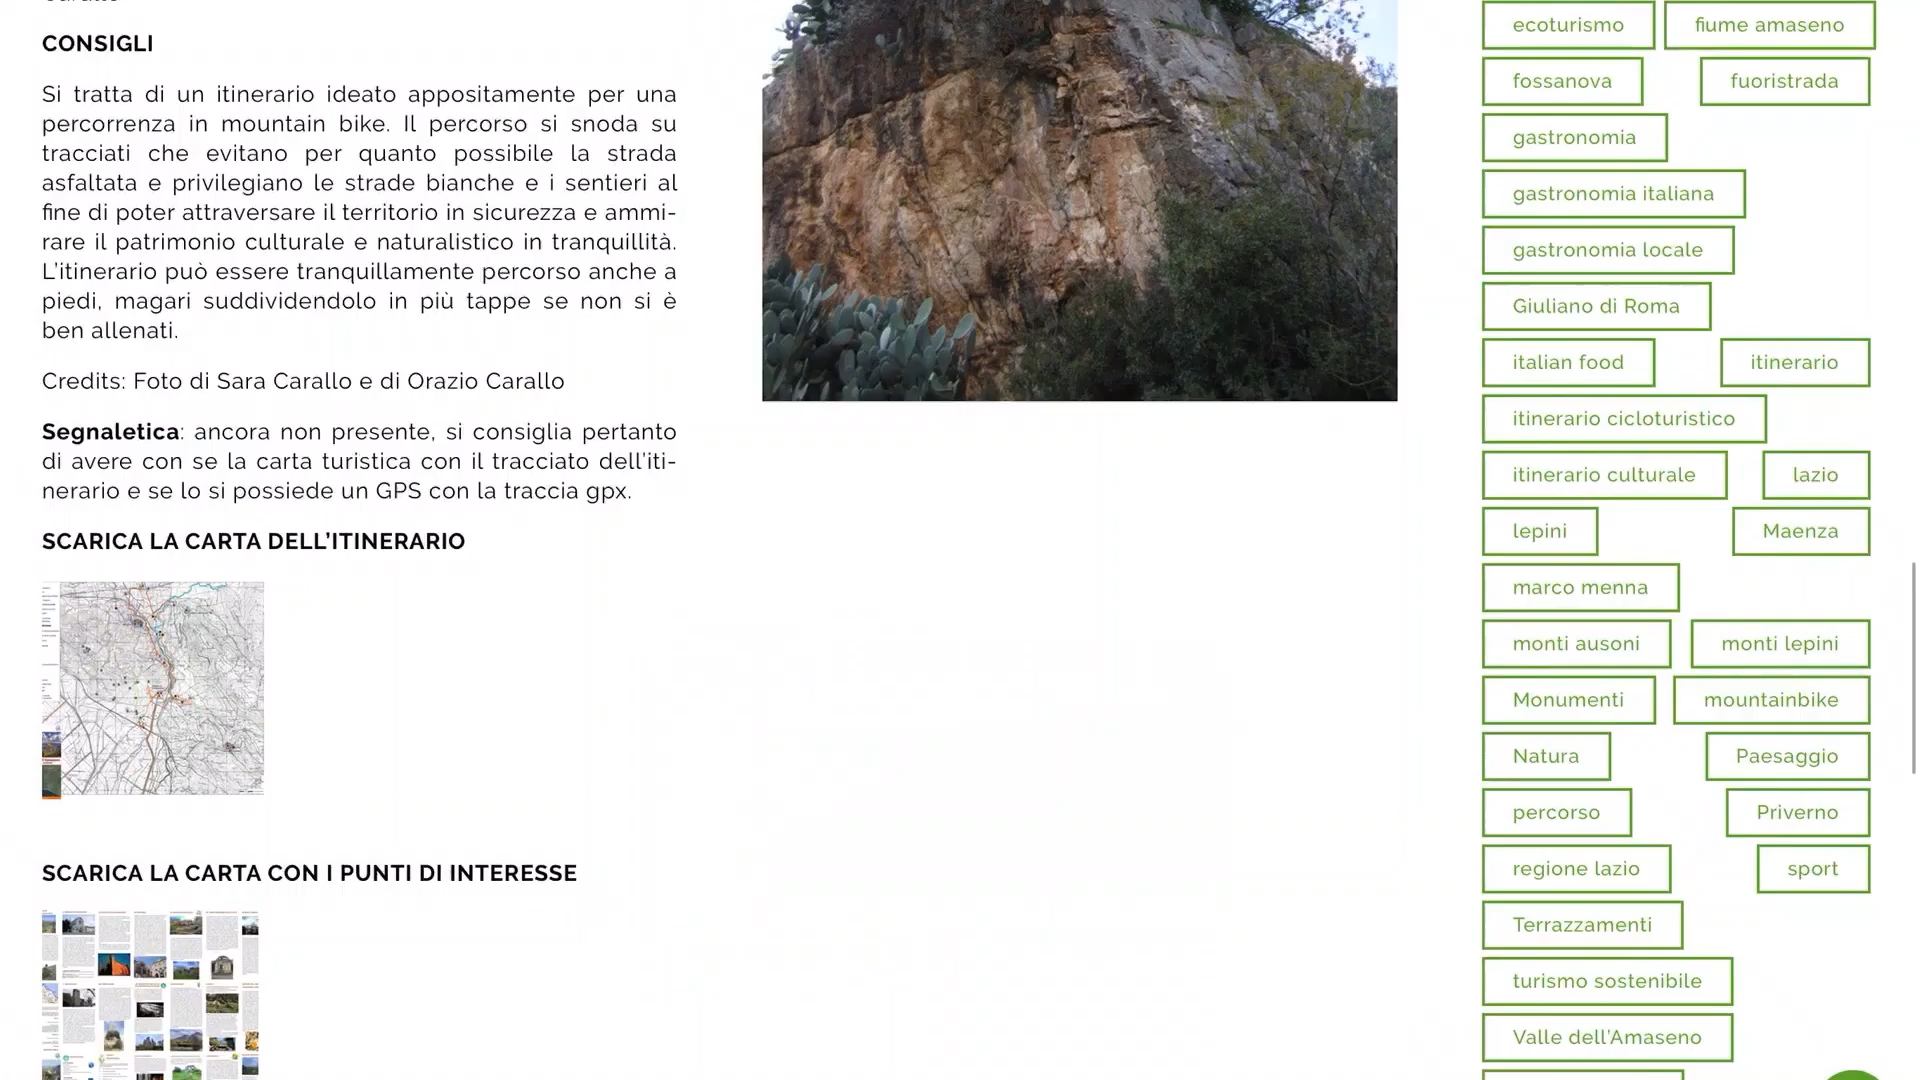 CONSIGLI
Si tratta di un itinerario ideato appositamente per una
percorrenza in mountain bike. Il percorso si snoda su
tracciati che evitano per quanto possibile la strada
asfaltata e privilegiano le strade bianche e i sentieri al
fine di poter attraversare il territorio in sicurezza e ammi-
rare il patrimonio culturale e naturalistico in tranquillità.
L'itinerario può essere tranquillamente percorso anche a
piedi, magari suddividendolo in più tappe se non si è
ben allenati.
Credits: Foto di Sara Carallo e di Orazio Carallo
Segnaletica: ancora non presente, si consiglia pertanto
di avere con se la carta turistica con il tracciato dell'iti-
nerario e se lo si possiede un GPS con la traccia gpx.
SCARICA LA CARTA DELL'ITINERARIO
SCARICA LA CARTA CON I PUNTI DI INTERESSE
ecoturismo
fiume amaseno
fossanova
fuoristrada
gastronomia
gastronomia italiana
gastronomia locale
Giuliano di Roma
italian food
itinerario
itinerario cicloturistico
itinerario culturale
lazio
lepini
Maenza
marco menna
monti ausoni
monti lepini
Monumenti
mountainbike
Natura
Paesaggio
percorso
Priverno
regione lazio
sport
Terrazzamenti
turismo sostenibile
Valle dell'Amaseno